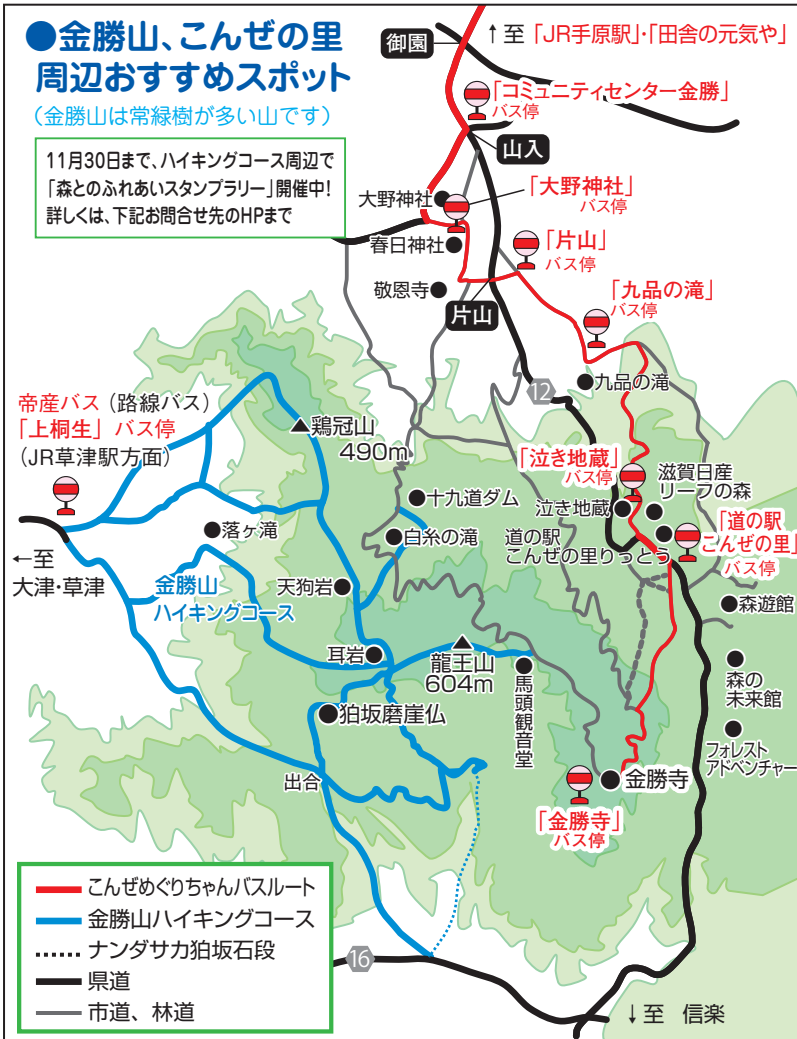 ●金勝山、こんぜの里
周辺おすすめスポット
(金勝山は常緑樹が多い山です)
11月30日まで、ハイキングコース周辺で
「森とのふれあいスタンプラリー」開催中!
詳しくは、下記お問合せ先のHPまで
御園
↑至「JR手原駅」・「田舎の元気や」
「コミュニティセンター金勝」
バス停
山入
大野神社
「大野神社」
バス停
春日神社
「片山」
バス停
敬恩寺
片山
「九品の滝」
バス停
12
九品の滝
帝産バス(路線バス)
「上桐生」バス停
(JR草津駅方面)
鶏冠山
490m
「泣き地蔵」
バス停
滋賀日産
リーフの森
十九道ダム
泣き地蔵
落ヶ滝
白糸の滝
道の駅
こんぜの里りっとう
「道の駅
こんぜの里」
バス停
←至
大津・草津
金勝山
ハイキングコース
天狗岩
森遊館
耳岩
龍王山
604m
馬頭観音堂
森の
未来館
狛坂磨崖仏
フォレスト
アドベンチャー
出合
金勝寺
「金勝寺」
バス停
こんぜめぐりちゃんバスルート
金勝山ハイキングコース
ナンダサカ狛坂石段
県道
市道、林道
16
↓至 信楽